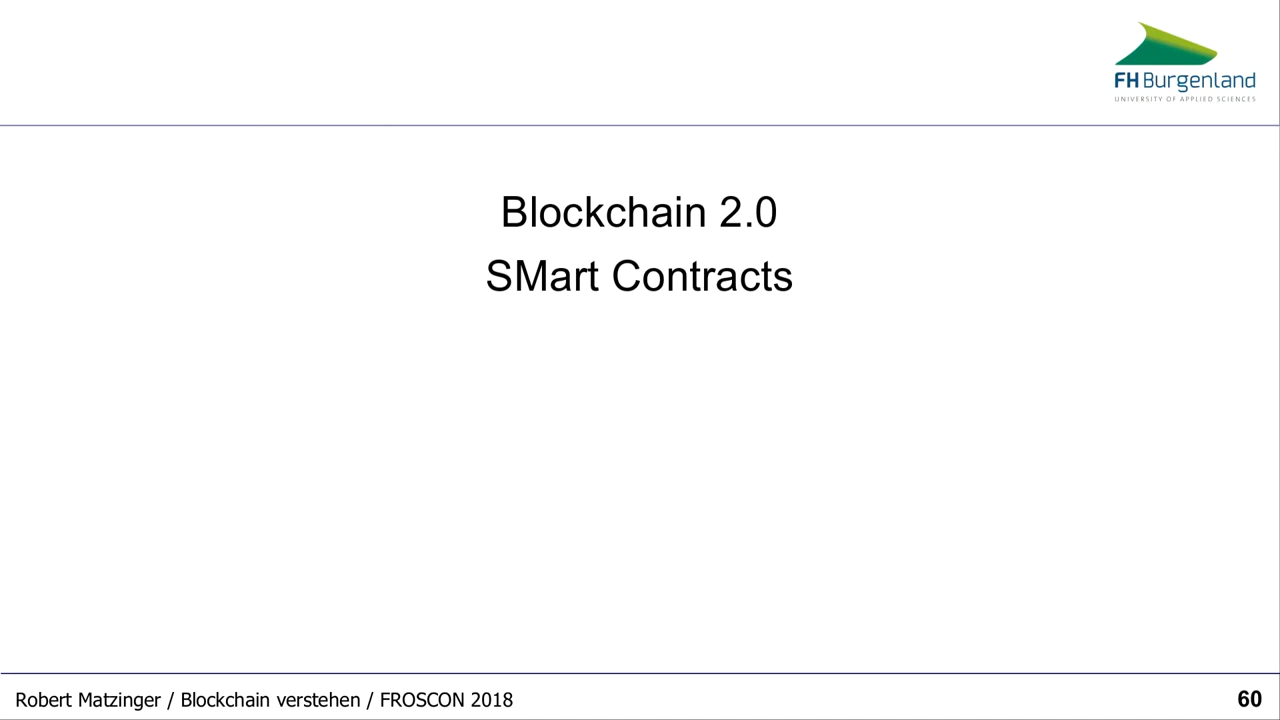 FH Burgenland
UNIVERSITY OF APPLIED SCIENCES
Blockchain 2.0
SMart Contracts
Robert Matzinger / Blockchain verstehen / FROSCON 2018
60